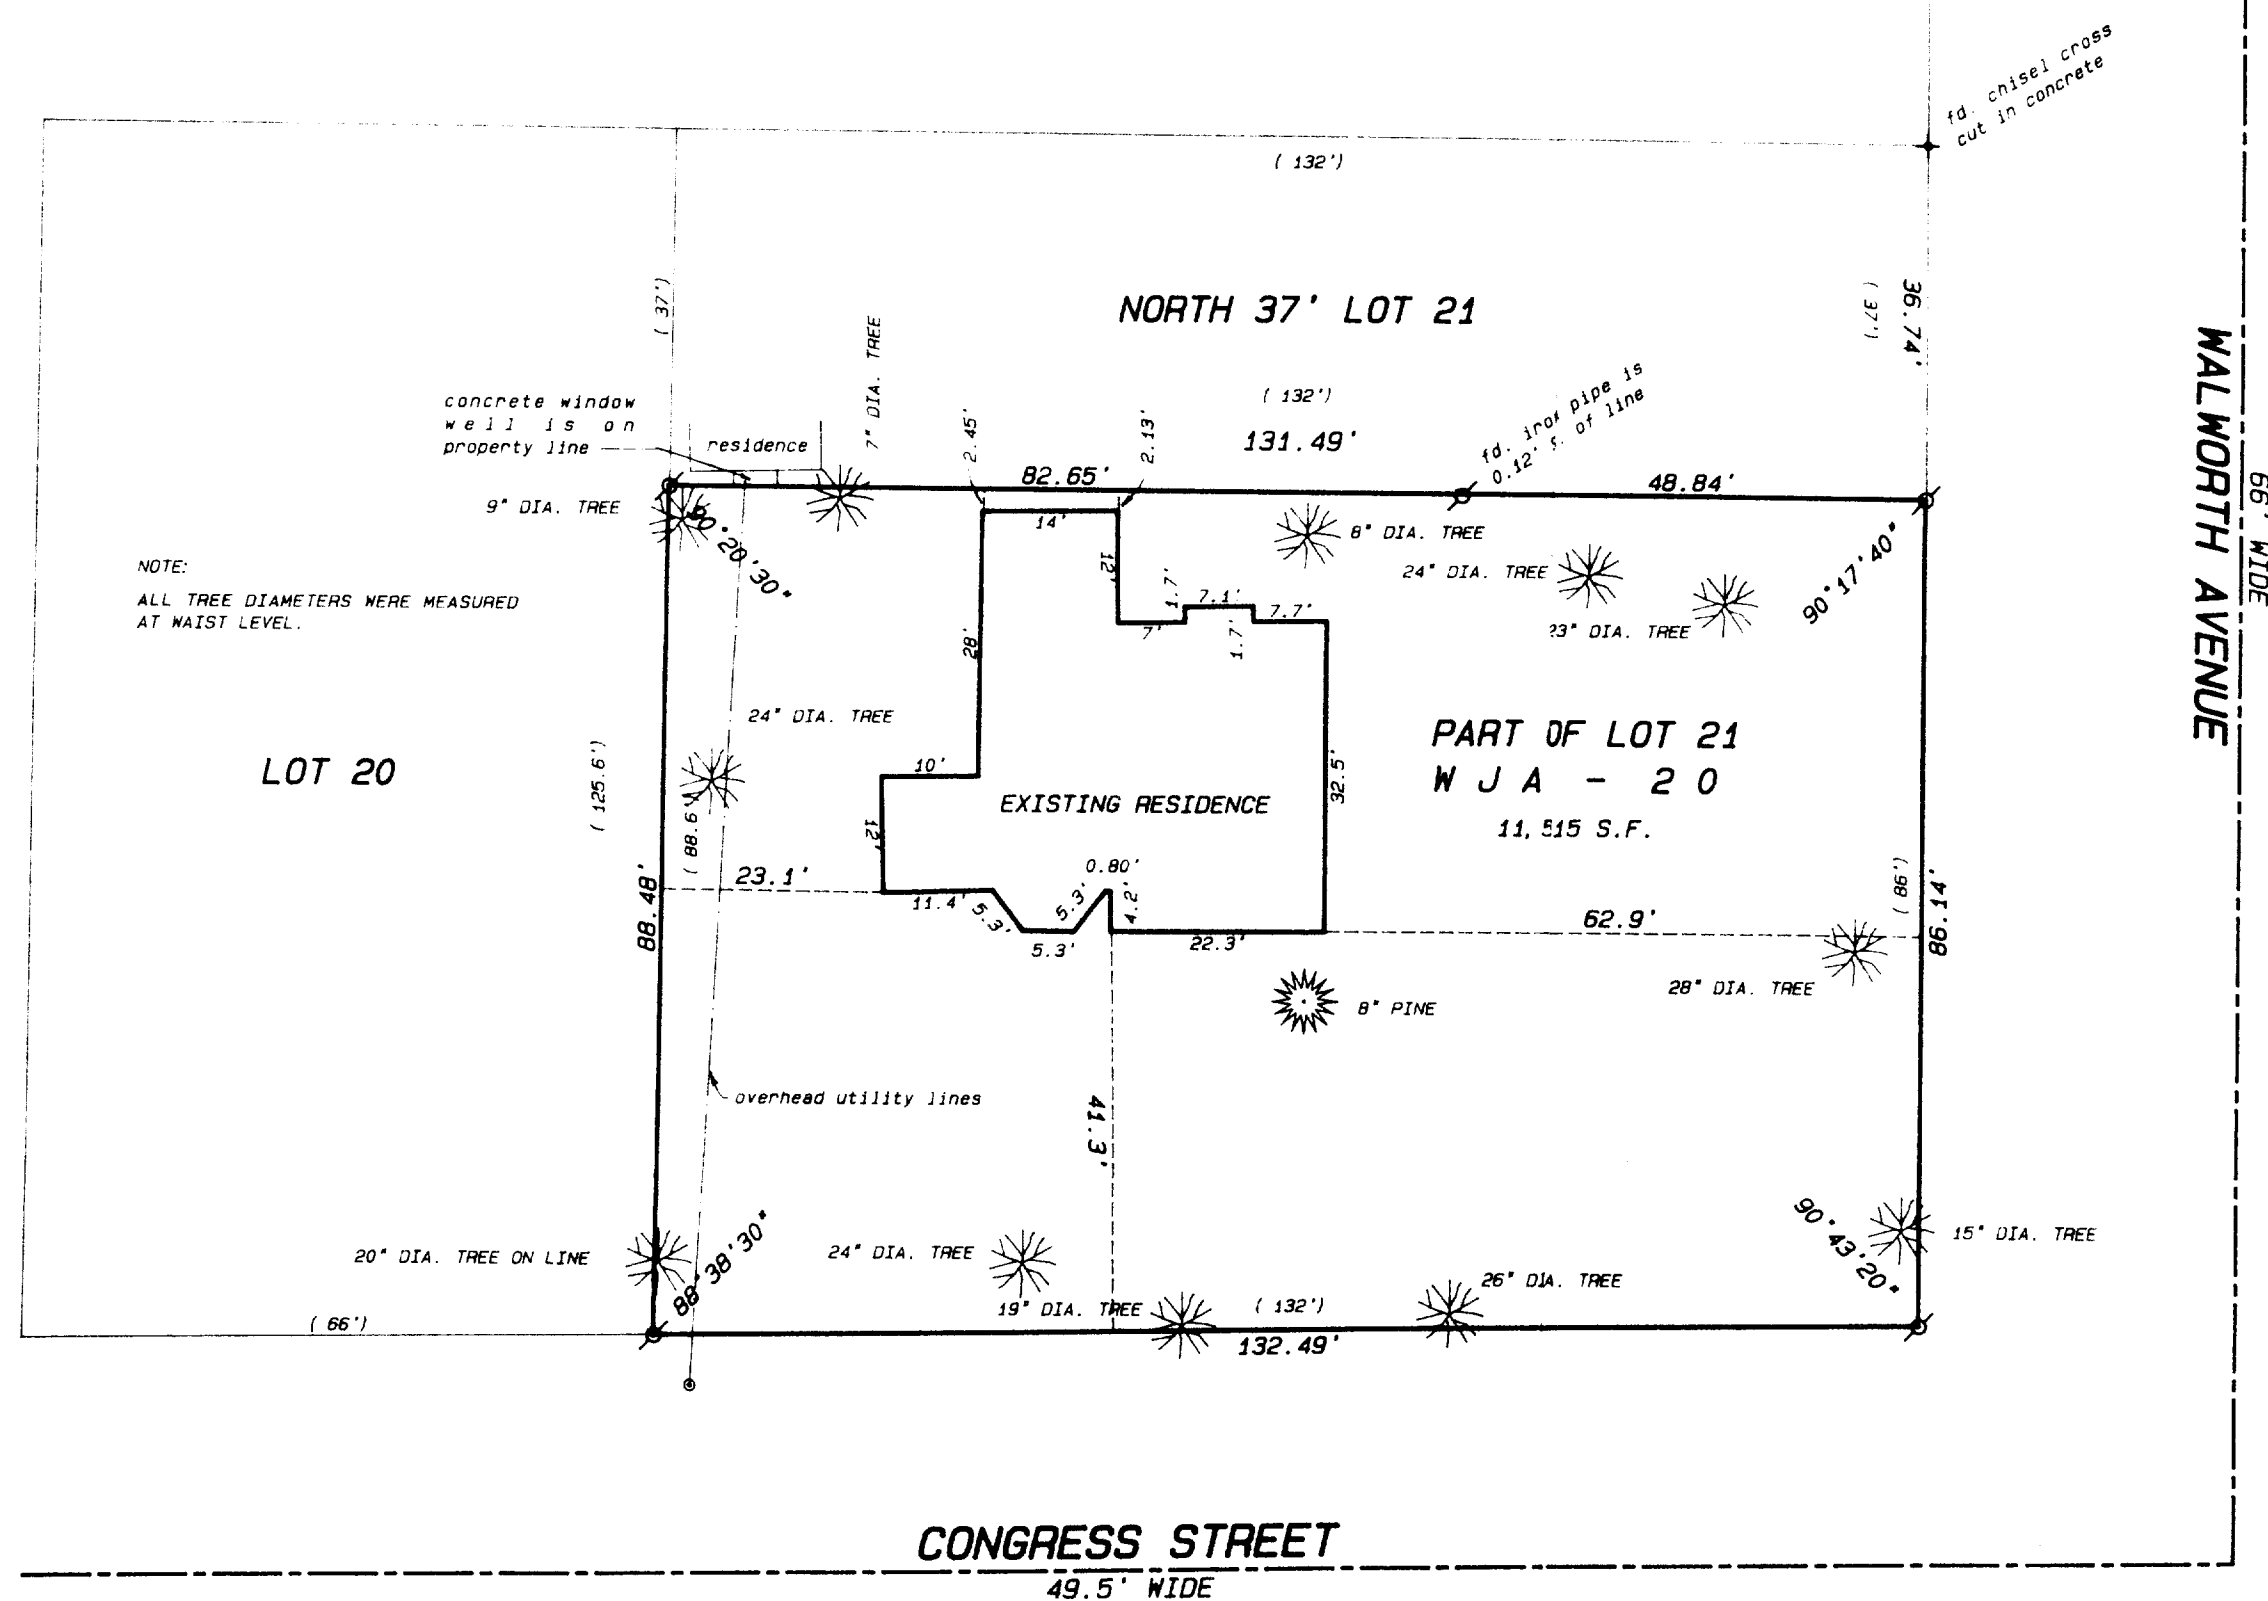 fd. chisel cross
cut in concrete
( 132')
66' WIDE
WALWORTH AVENUE
( 37')
NORTH 37' LOT 21
( 37')
36.74'
7" DIA. TREE
concrete window
well is on
property line
residence
2.45'
2.13'
( 132')
131.49'
fd. iron pipe is
0.12' S. of line
82.65'
48.84'
9" DIA. TREE
90°20'30"
14'
12'
8" DIA. TREE
24" DIA. TREE
90°17'40"
NOTE:
ALL TREE DIAMETERS WERE MEASURED
AT WAIST LEVEL.
1.7'
7.1'
7.7'
7'
1.7'
23" DIA. TREE
28'
24" DIA. TREE
LOT 20
( 125.6')
10'
EXISTING RESIDENCE
32.5'
PART OF LOT 21
WJA - 20
11,515 S.F.
12'
( 88.6')
88.48'
23.1'
0.80'
11.4'
5.3'
5.3'
5.3'
4.2'
22.3'
62.9'
86.14'
28" DIA. TREE
8" PINE
overhead utility lines
41.3'
20" DIA. TREE ON LINE
88°38'30"
24" DIA. TREE
90°43'20"
15" DIA. TREE
26" DIA. TREE
19" DIA. TREE
( 132')
( 66')
132.49'
CONGRESS STREET
49.5' WIDE